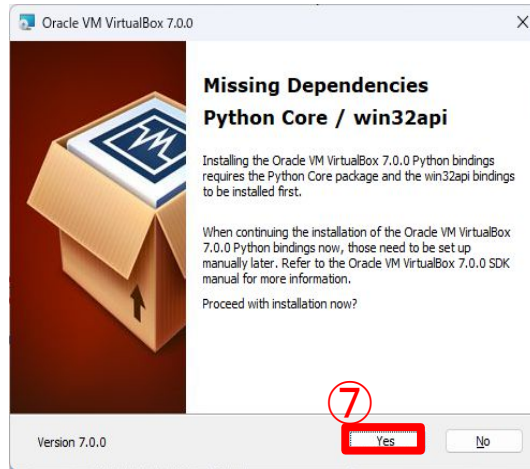 Oracle VM VirtualBox 7.0.0
Missing Dependencies
Python Core / win32api
Installing the Oracle VM VirtualBox 7.0.0 Python bindings
requires the Python Core package and the win32api bindings
to be installed first.
When continuing the installation of the Oracle VM VirtualBox
7.0.0 Python bindings now, those need to be set up
manually later. Refer to the Oracle VM VirtualBox 7.0.0 SDK
manual for more information.
Proceed with installation now?
⑦
Version 7.0.0
Yes
No